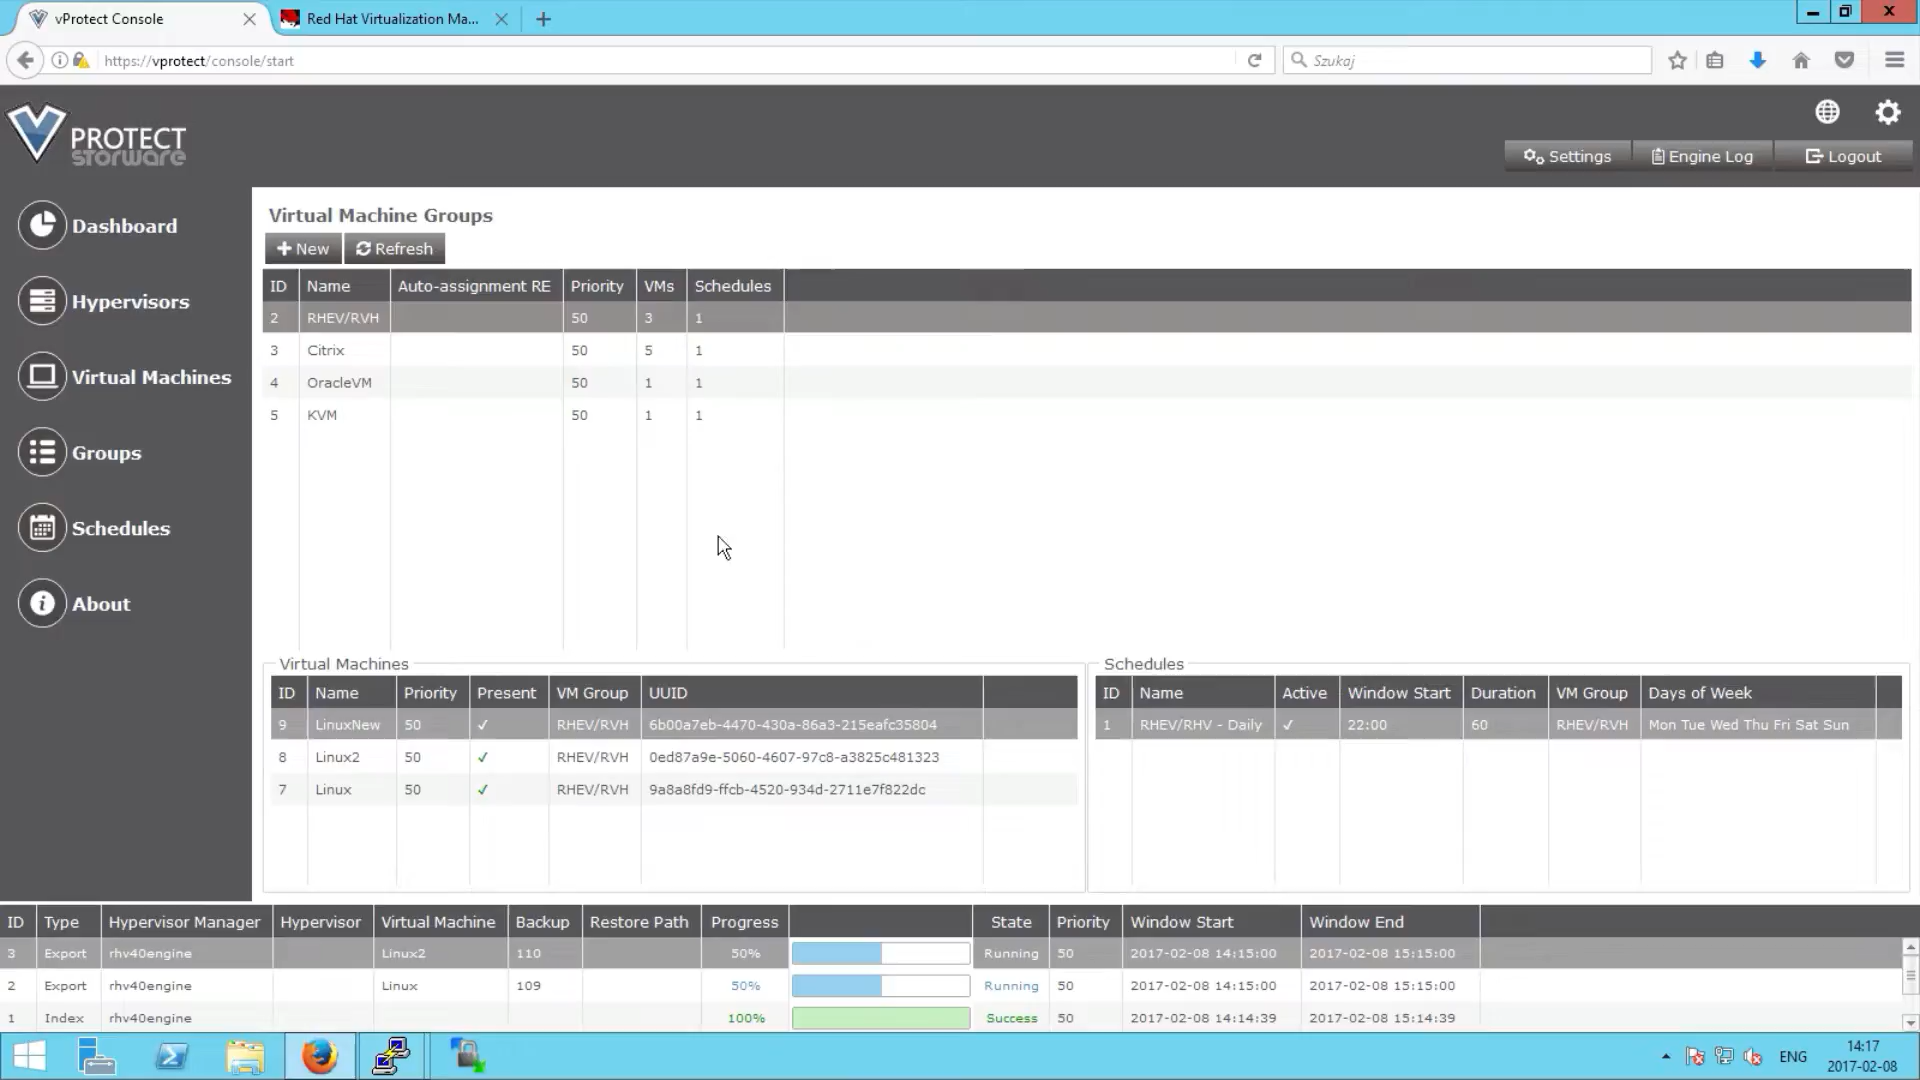 vProtect Console
Red Hat Virtualization Ma...
https://vprotect/console/start
Szukaj
PROTECT
storware
Settings
Engine Log
Logout
Dashboard
Hypervisors
Virtual Machines
Groups
Schedules
About
Virtual Machine Groups
New
Refresh
ID Name Auto-assignment RE Priority VMs Schedules
2 RHEV/RVH 50 3 1
3 Citrix 50 5 1
4 OracleVM 50 1 1
5 KVM 50 1 1
Virtual Machines
ID Name Priority Present VM Group UUID
9 LinuxNew 50 ✓ RHEV/RVH 6b00a7eb-4470-430a-86a3-215eafc35804
8 Linux2 50 ✓ RHEV/RVH 0ed87a9e-5060-4607-97c8-a3825c481323
7 Linux 50 ✓ RHEV/RVH 9a8a8fd9-ffcb-4520-934d-2711e7f822dc
Schedules
ID Name Active Window Start Duration VM Group Days of Week
1 RHEV/RHV - Daily ✓ 22:00 60 RHEV/RVH Mon Tue Wed Thu Fri Sat Sun
ID Type Hypervisor Manager Hypervisor Virtual Machine Backup Restore Path Progress State Priority Window Start Window End
3 Export rhv40engine Linux2 110 50% Running 50 2017-02-08 14:15:00 2017-02-08 15:15:00
2 Export rhv40engine Linux 109 50% Running 50 2017-02-08 14:15:00 2017-02-08 15:15:00
1 Index rhv40engine 100% Success 50 2017-02-08 14:14:39 2017-02-08 15:14:39
ENG
14:17
2017-02-08